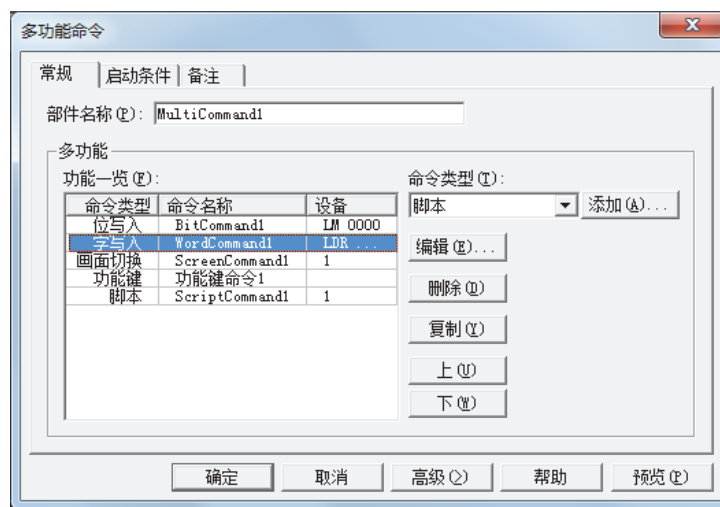 多功能命令
常规 启动条件 备注
部件名称(P): MultiCommand1
多功能
功能一览(F): 命令类型(T):
命令类型 命令名称 设备 脚本 添加(A)...
位写入 BitCommand1 LM 0000
字写入 WordCommand1 LDR ... 编辑(E)...
画面切换 ScreenCommand1 1
功能键 功能键命令1
脚本 ScriptCommand1 1
删除(D)
复制(Y)
上(U)
下(W)
确定 取消 高级(>) 帮助 预览(P)